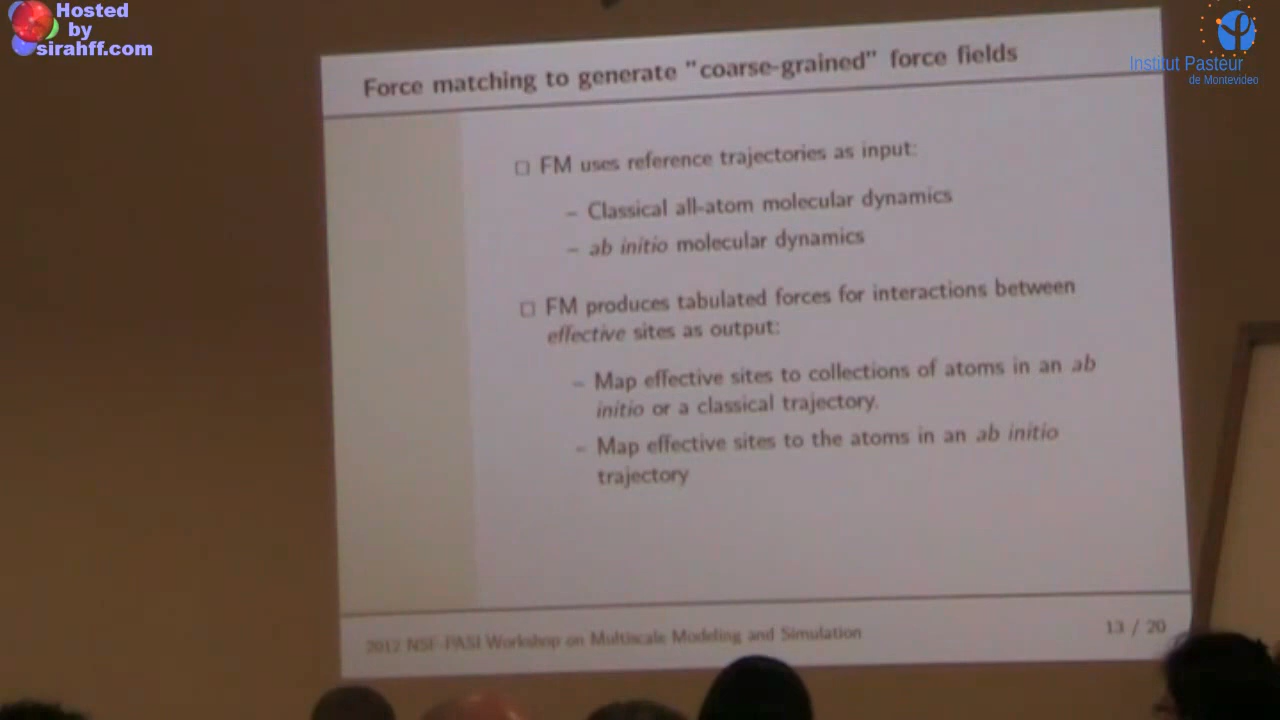 Hosted
by
sirahff.com
Institut Pasteur
de Montevideo
Force matching to generate "coarse-grained" force fields
□ FM uses reference trajectories as input:
– Classical all-atom molecular dynamics
– ab initio molecular dynamics
□ FM produces tabulated forces for interactions between
effective sites as output:
– Map effective sites to collections of atoms in an ab
initio or a classical trajectory.
– Map effective sites to the atoms in an ab initio
trajectory
2012 NSF-PASI Workshop on Multiscale Modeling and Simulation
13 / 20